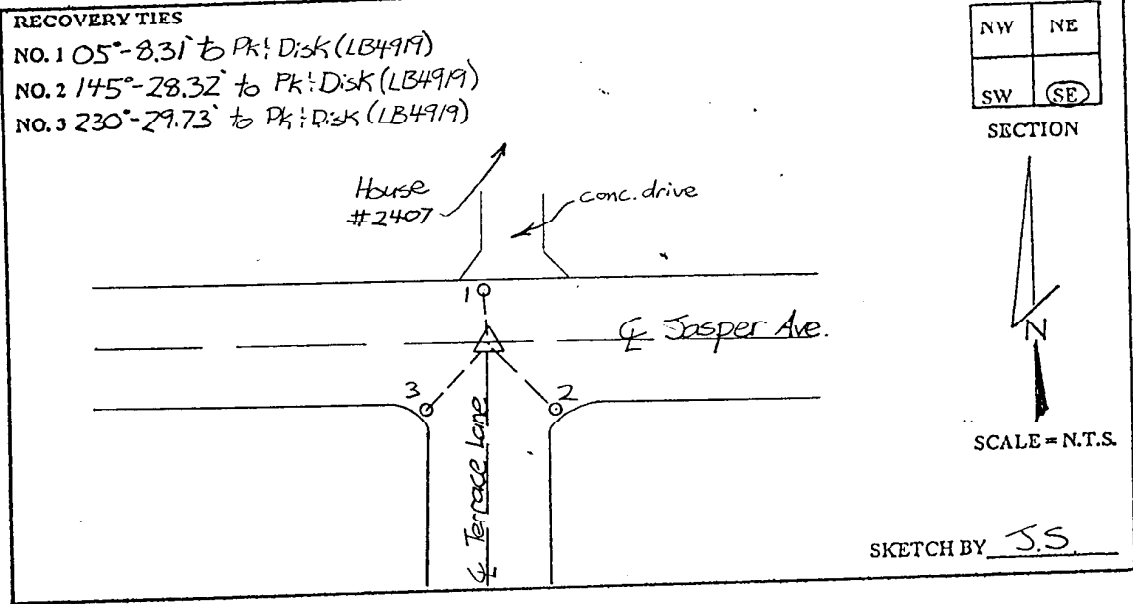 RECOVERY TIES
NO. 1 05°-8.31' to Pk & Disk (LB4919)
NO. 2 145°-28.32' to Pk & Disk (LB4919)
NO. 3 230°-29.73' to Pk & Disk (LB4919)
NW NE
SW SE
SECTION
House
#2407
conc. drive
1
℄ Jasper Ave.
3
2
℄ Terrace Lane
N
SCALE = N.T.S.
SKETCH BY J.S.